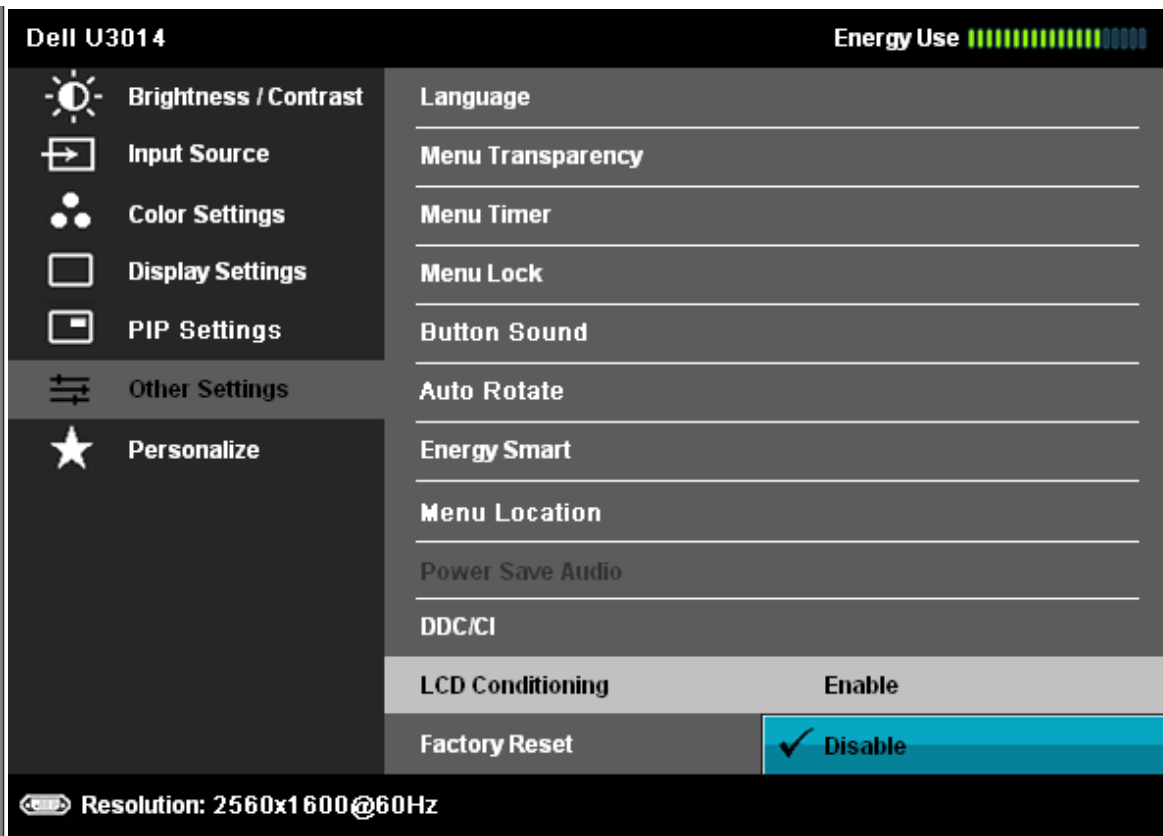 Dell U3014 Energy Use
Brightness / Contrast
Input Source
Color Settings
Display Settings
PIP Settings
Other Settings
Personalize
Language
Menu Transparency
Menu Timer
Menu Lock
Button Sound
Auto Rotate
Energy Smart
Menu Location
Power Save Audio
DDC/CI
LCD Conditioning Enable
Factory Reset Disable
Resolution: 2560x1600@60Hz